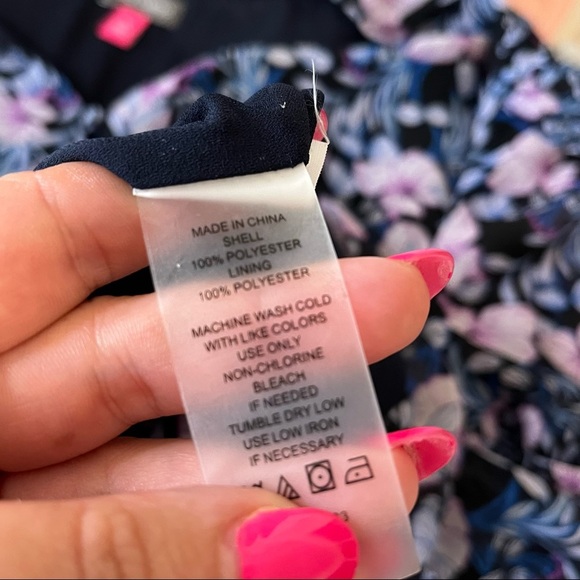 MADE IN CHINA
SHELL
100% POLYESTER
LINING
100% POLYESTER
MACHINE WASH COLD
WITH LIKE COLORS
USE ONLY
NON-CHLORINE
BLEACH
IF NEEDED
TUMBLE DRY LOW
USE LOW IRON
IF NECESSARY